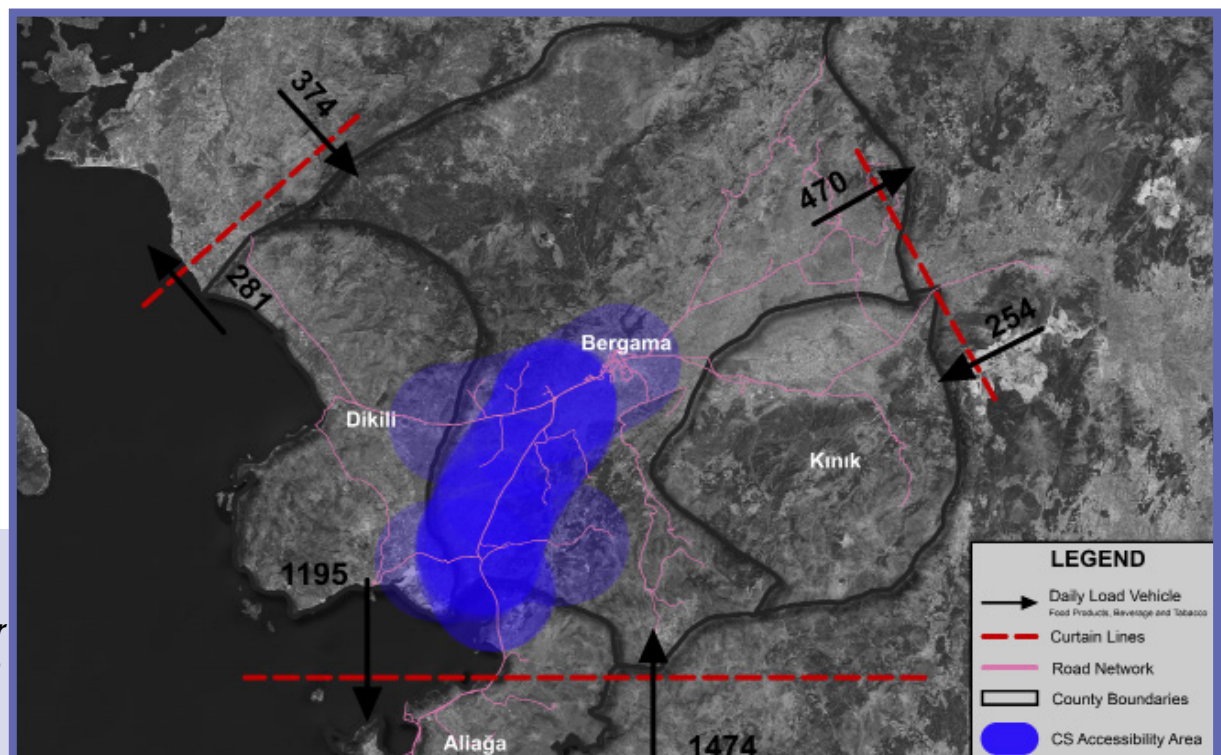 374
470
281
254
Bergama
Dikili
Kınık
1195
1474
Aliağa
LEGEND
Daily Load Vehicle
Food Products, Beverage and Tabacco
Curtain Lines
Road Network
County Boundaries
CS Accessibility Area